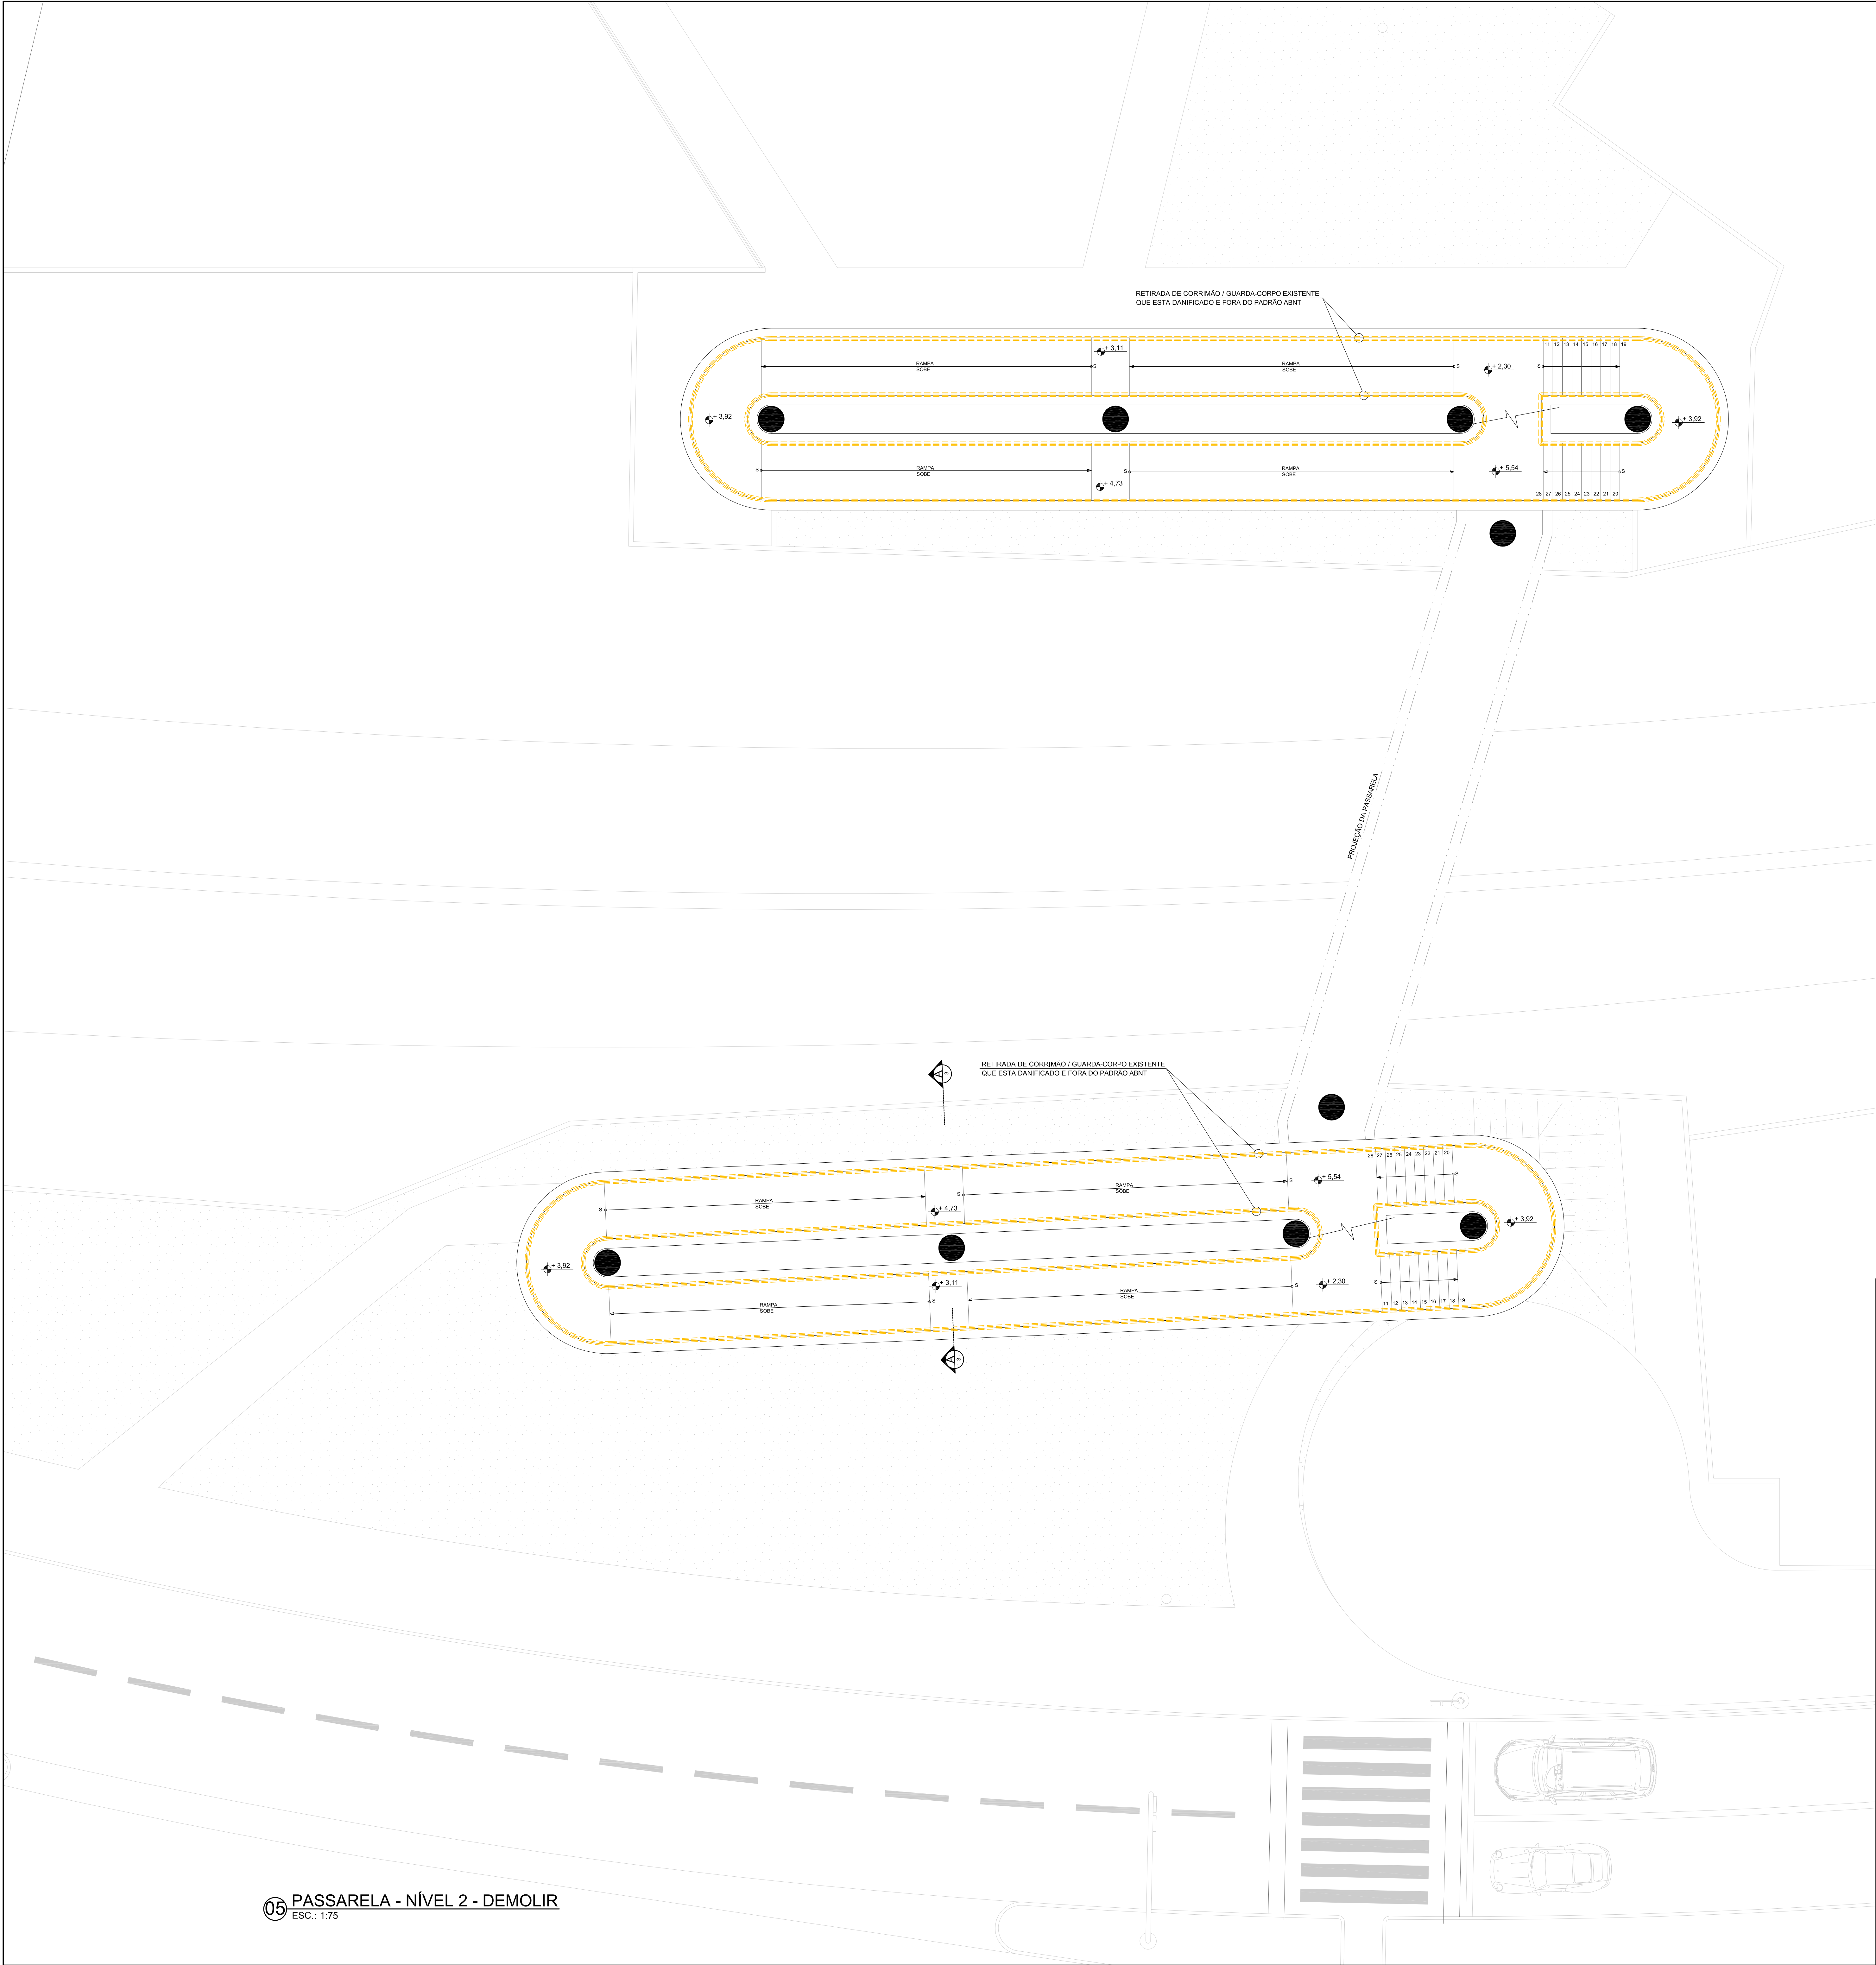 RETIRADA DE CORRIMÃO / GUARDA-CORPO EXISTENTE
QUE ESTA DANIFICADO E FORA DO PADRÃO ABNT
11 12 13 14 15 16 17 18 19
+ 3,11
RAMPA
SOBE
S
RAMPA
SOBE
S
+ 2,30
S
+ 3,92
+ 3,92
S
RAMPA
SOBE
S
RAMPA
SOBE
+ 5,54
S
+ 4,73
28 27 26 25 24 23 22 21 20
PROJEÇÃO DA PASSARELA
RETIRADA DE CORRIMÃO / GUARDA-CORPO EXISTENTE
QUE ESTA DANIFICADO E FORA DO PADRÃO ABNT
A
3
28 27 26 25 24 23 22 21 20
S
RAMPA
SOBE
S
RAMPA
SOBE
S
+ 5,54
S
+ 4,73
+ 3,92
+ 3,92
+ 3,11
+ 2,30
RAMPA
SOBE
S
RAMPA
SOBE
S
S
11 12 13 14 15 16 17 18 19
A
3
05 PASSARELA - NÍVEL 2 - DEMOLIR
ESC.: 1:75